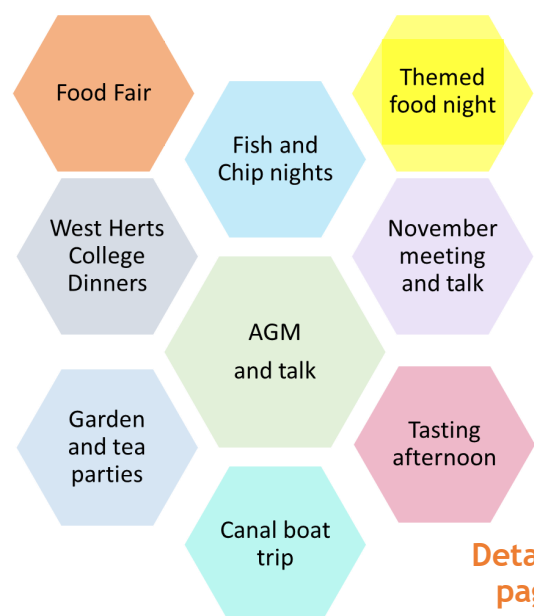 Food Fair
Themed
food night
Fish and
Chip nights
West Herts
College
Dinners
November
meeting
and talk
AGM
and talk
Garden
and tea
parties
Tasting
afternoon
Canal boat
trip